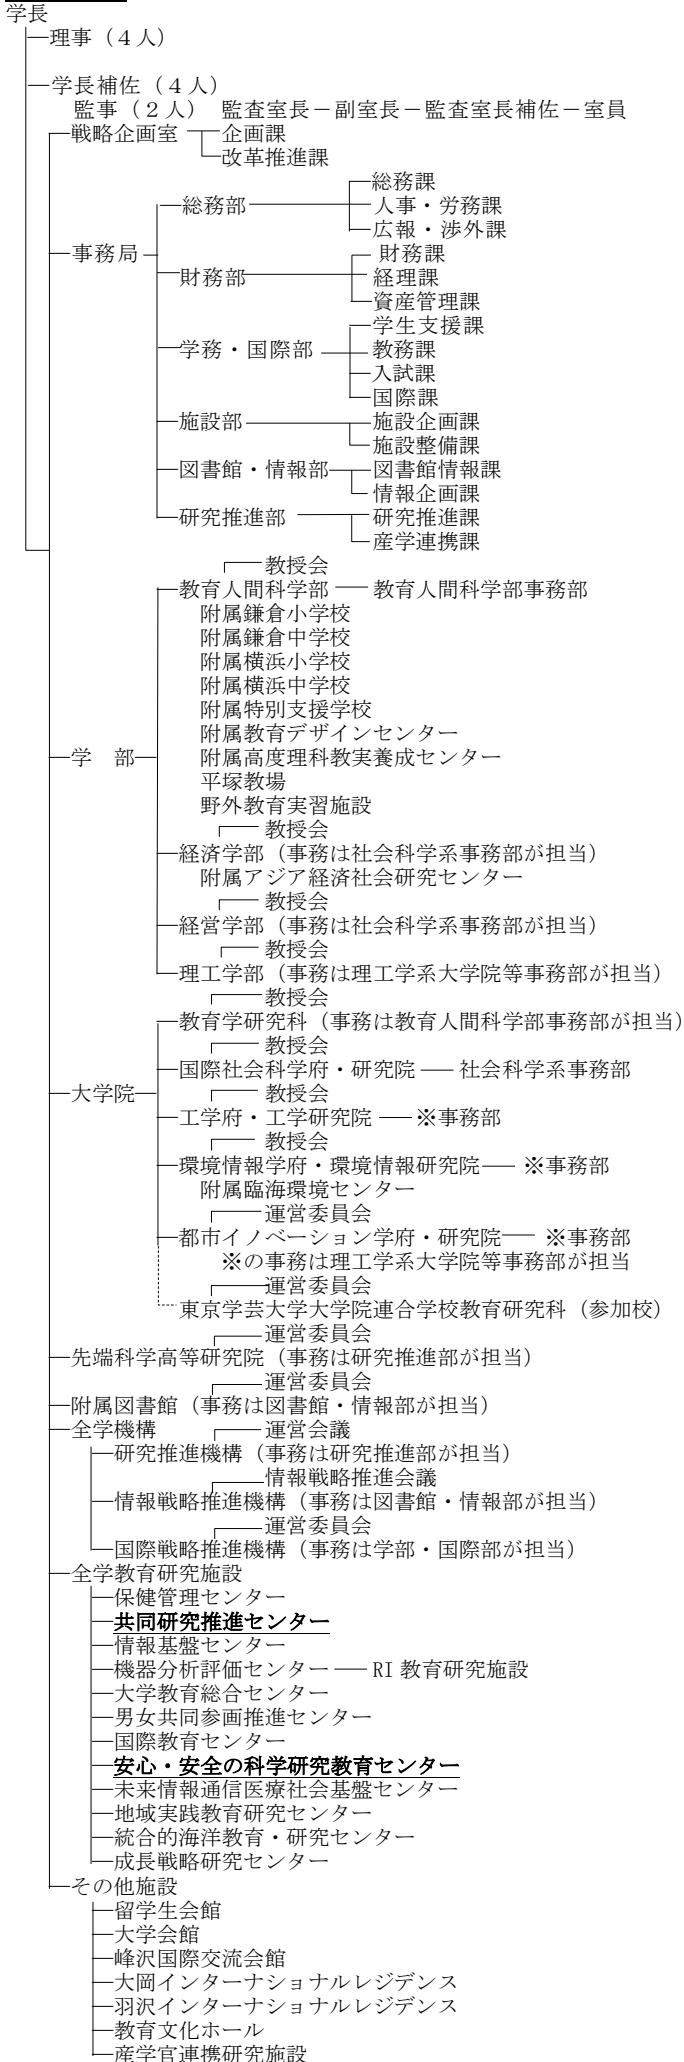 学長
理事（４人）
学長補佐（４人）
監事（２人） 監査室長－副室長－監査室長補佐－室員
戦略企画室 企画課
改革推進課
総務課
総務部 人事・労務課
広報・渉外課
事務局 財務課
財務部 経理課
資産管理課
学生支援課
学務・国際部 教務課
入試課
国際課
施設部 施設企画課
施設整備課
図書館・情報部 図書館情報課
情報企画課
研究推進部 研究推進課
産学連携課
教授会
教育人間科学部 教育人間科学部事務部
附属鎌倉小学校
附属鎌倉中学校
附属横浜小学校
附属横浜中学校
附属特別支援学校
附属教育デザインセンター
学　部 附属高度理科教実養成センター
平塚教場
野外教育実習施設
教授会
経済学部（事務は社会科学系事務部が担当）
附属アジア経済社会研究センター
教授会
経営学部（事務は社会科学系事務部が担当）
教授会
理工学部（事務は理工学系大学院等事務部が担当）
教授会
教育学研究科（事務は教育人間科学部事務部が担当）
教授会
国際社会科学府・研究院 社会科学系事務部
大学院 教授会
工学府・工学研究院 ※事務部
教授会
環境情報学府・環境情報研究院 ※事務部
附属臨海環境センター
運営委員会
都市イノベーション学府・研究院 ※事務部
※の事務は理工学系大学院等事務部が担当
運営委員会
東京学芸大学大学院連合学校教育研究科（参加校）
運営委員会
先端科学高等研究院（事務は研究推進部が担当）
運営委員会
附属図書館（事務は図書館・情報部が担当）
全学機構 運営会議
研究推進機構（事務は研究推進部が担当）
情報戦略推進会議
情報戦略推進機構（事務は図書館・情報部が担当）
運営委員会
国際戦略推進機構（事務は学部・国際部が担当）
全学教育研究施設
保健管理センター
共同研究推進センター
情報基盤センター
機器分析評価センター RI 教育研究施設
大学教育総合センター
男女共同参画推進センター
国際教育センター
安心・安全の科学研究教育センター
未来情報通信医療社会基盤センター
地域実践教育研究センター
統合的海洋教育・研究センター
成長戦略研究センター
その他施設
留学生会館
大学会館
峰沢国際交流会館
大岡インターナショナルレジデンス
羽沢インターナショナルレジデンス
教育文化ホール
産学官連携研究施設